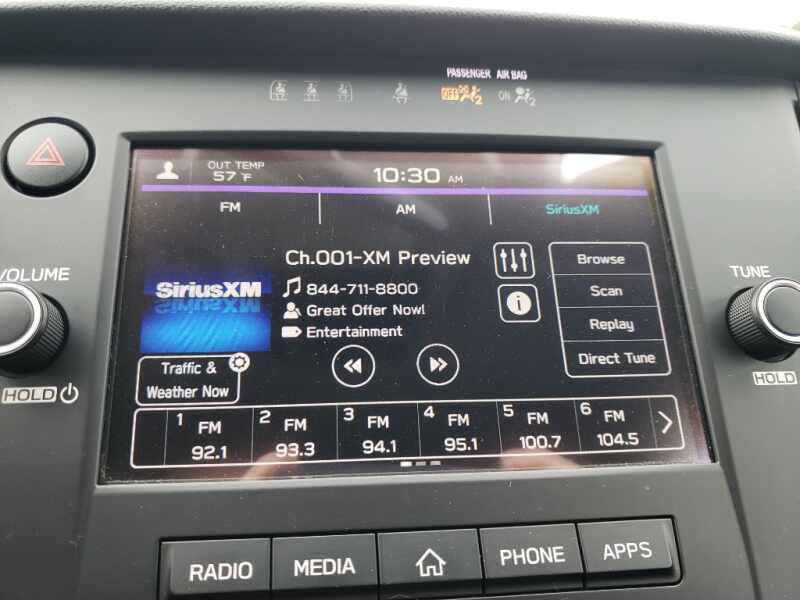 PASSENGER AIR BAG
OFF 2 ON 2
OUT TEMP
57 °F
10:30 AM
FM AM SiriusXM
VOLUME
HOLD
TUNE
HOLD
SiriusXM
Ch.001-XM Preview
844-711-8800
Great Offer Now!
Entertainment
Traffic &
Weather Now
Browse
Scan
Replay
Direct Tune
1 FM 92.1
2 FM 93.3
3 FM 94.1
4 FM 95.1
5 FM 100.7
6 FM 104.5
RADIO MEDIA PHONE APPS